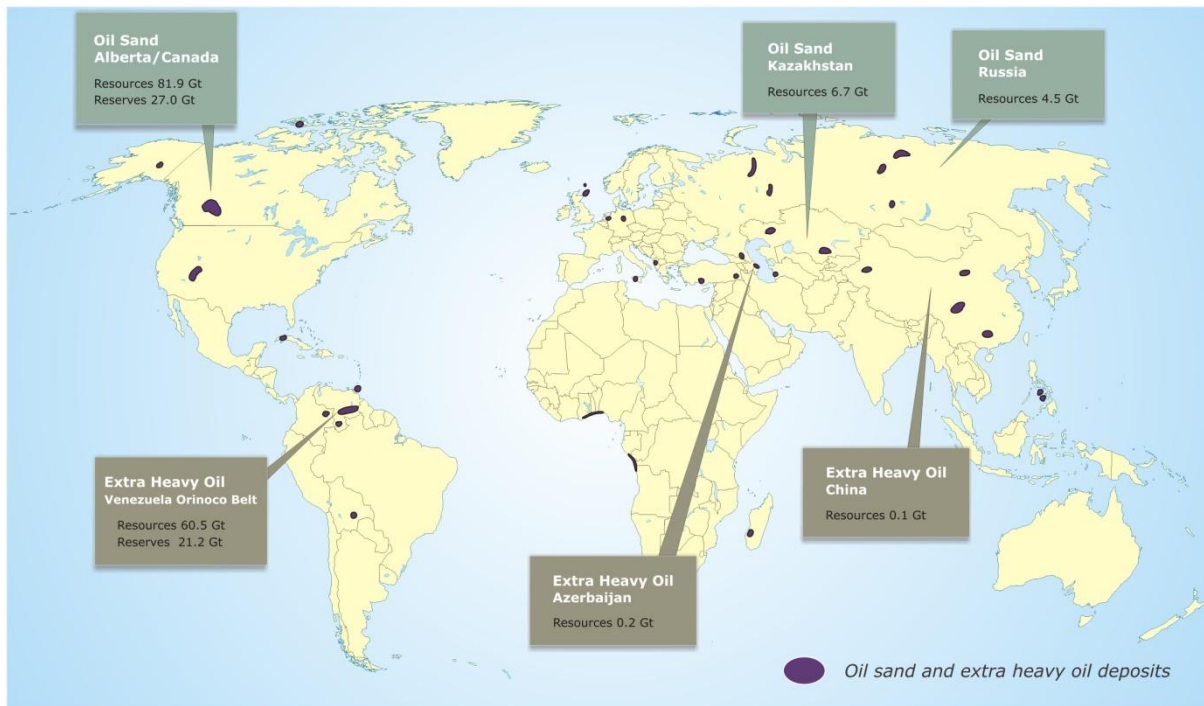 Oil Sand
Alberta/Canada
Resources 81.9 Gt
Reserves 27.0 Gt
Oil Sand
Kazakhstan
Resources 6.7 Gt
Oil Sand
Russia
Resources 4.5 Gt
Extra Heavy Oil
Venezuela Orinoco Belt
Resources 60.5 Gt
Reserves 21.2 Gt
Extra Heavy Oil
Azerbaijan
Resources 0.2 Gt
Extra Heavy Oil
China
Resources 0.1 Gt
Oil sand and extra heavy oil deposits